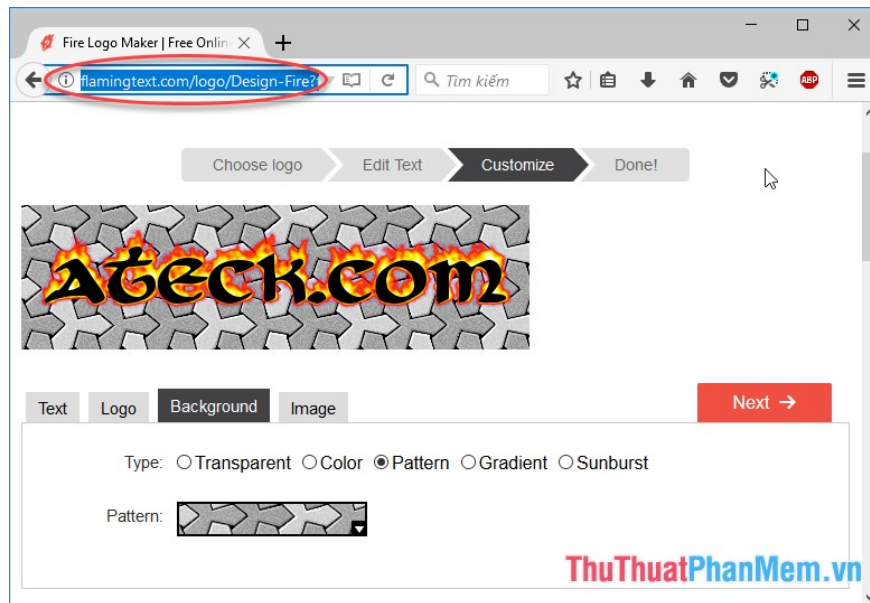 Fire Logo Maker | Free Onlin
flamingtext.com/logo/Design-Fire?
Tìm kiếm
ABP
Choose logo
Edit Text
Customize
Done!
ateck.com
Text
Logo
Background
Image
Next
Type:
Transparent
Color
Pattern
Gradient
Sunburst
Pattern:
ThuThuatPhanMem.vn